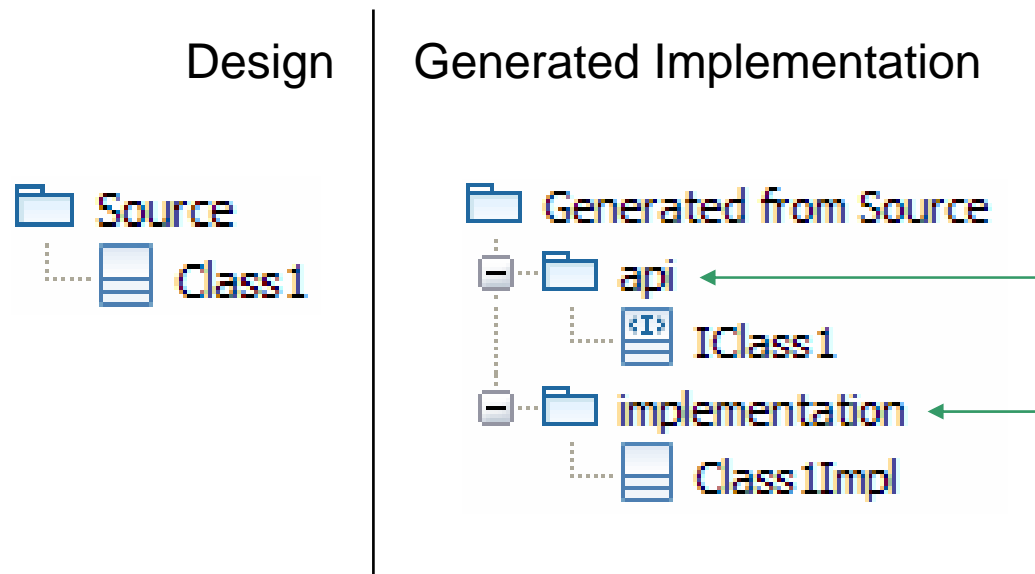 Design
Generated Implementation
Source
Class1
Generated from Source
api
<I>
IClass1
implementation
Class1Impl